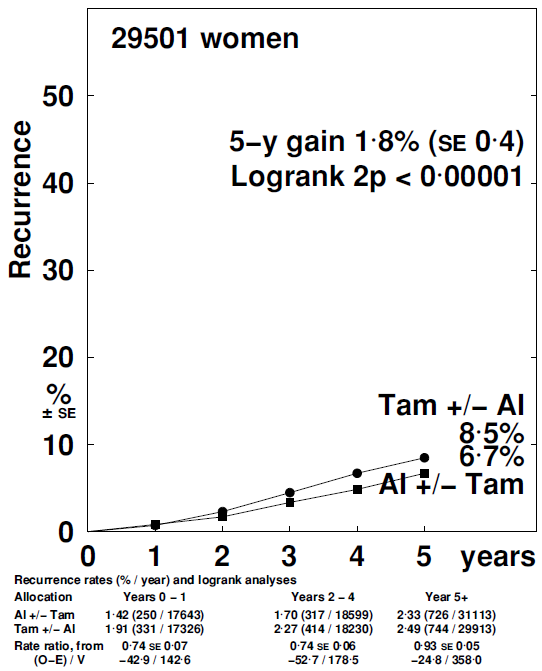 29501 women
5−y gain 1·8% (SE 0·4)
Logrank 2p < 0·00001
Recurrence
50
40
30
20
%
± SE
10
0
Tam +/− AI
8·5%
6·7%
AI +/− Tam
0 1 2 3 4 5 years
Recurrence rates (% / year) and logrank analyses
Allocation Years 0 − 1 Years 2 − 4 Year 5+
AI +/− Tam 1·42 (250 / 17643) 1·70 (317 / 18599) 2·33 (726 / 31113)
Tam +/− AI 1·91 (331 / 17326) 2·27 (414 / 18230) 2·49 (744 / 29913)
Rate ratio, from 0·74 SE 0·07 0·74 SE 0·06 0·93 SE 0·05
(O−E) / V −42·9 / 142·6 −52·7 / 178·5 −24·8 / 358·0